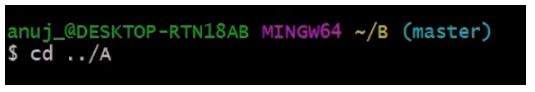 anuj_@DESKTOP-RTN18AB MINGW64 ~/B (master)
$ cd ../A